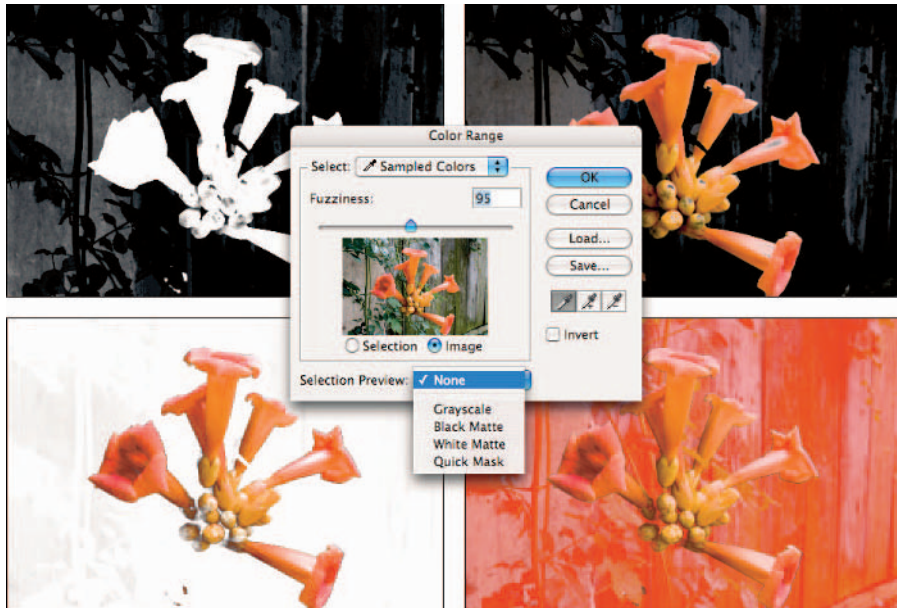 Color Range
Select: Sampled Colors
OK
Fuzziness: 95
Cancel
Load...
Save...
Selection Image
Invert
Selection Preview: None
Grayscale
Black Matte
White Matte
Quick Mask